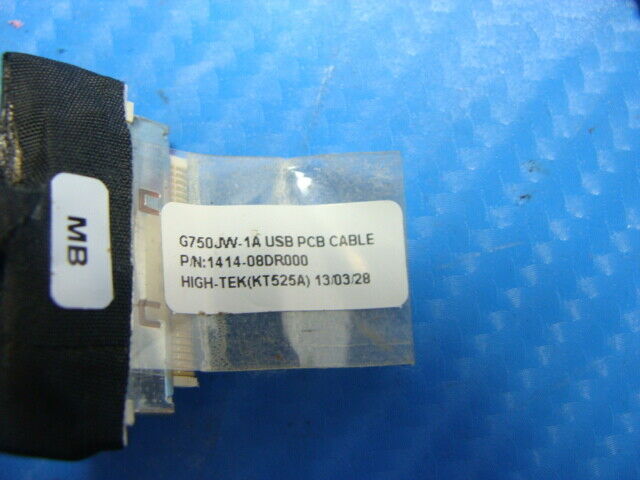 MB
G750JW-1A USB PCB CABLE
P/N:1414-08DR000
HIGH-TEK(KT525A) 13/03/28